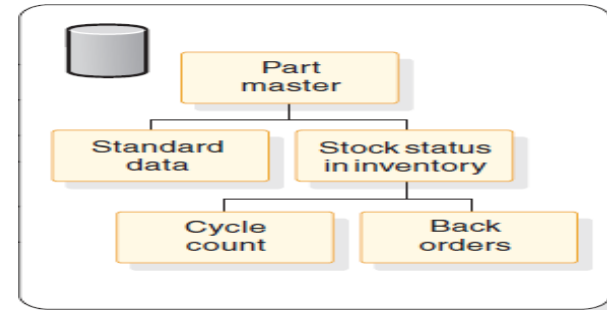 Part
master
Standard
data
Stock status
in inventory
Cycle
count
Back
orders